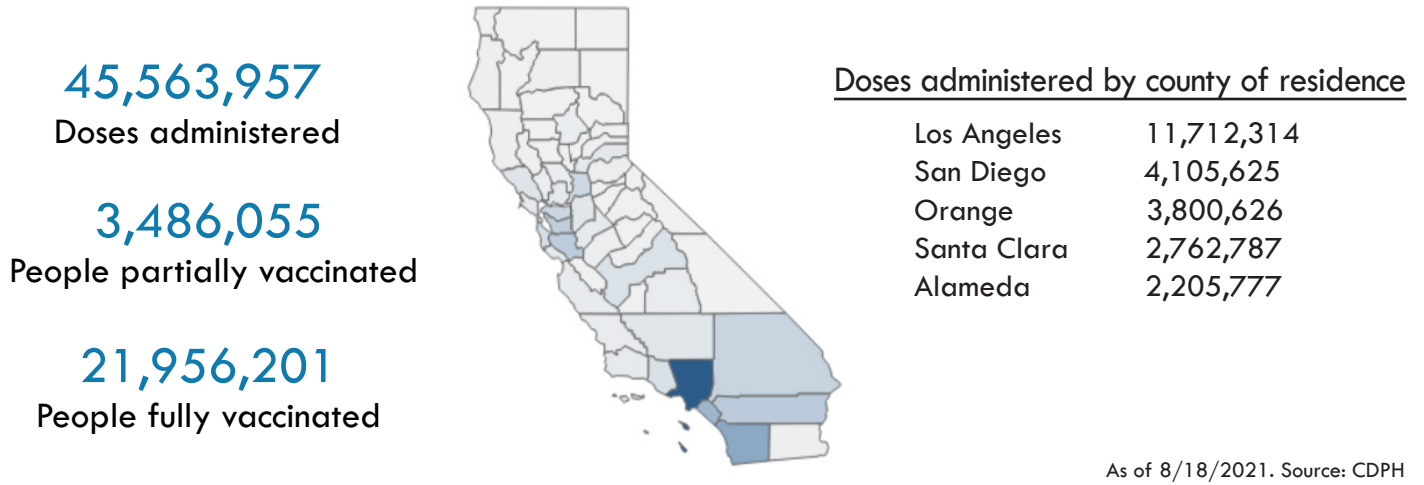 45,563,957
Doses administered
3,486,055
People partially vaccinated
21,956,201
People fully vaccinated
Doses administered by county of residence
Los Angeles 11,712,314
San Diego 4,105,625
Orange 3,800,626
Santa Clara 2,762,787
Alameda 2,205,777
As of 8/18/2021. Source: CDPH